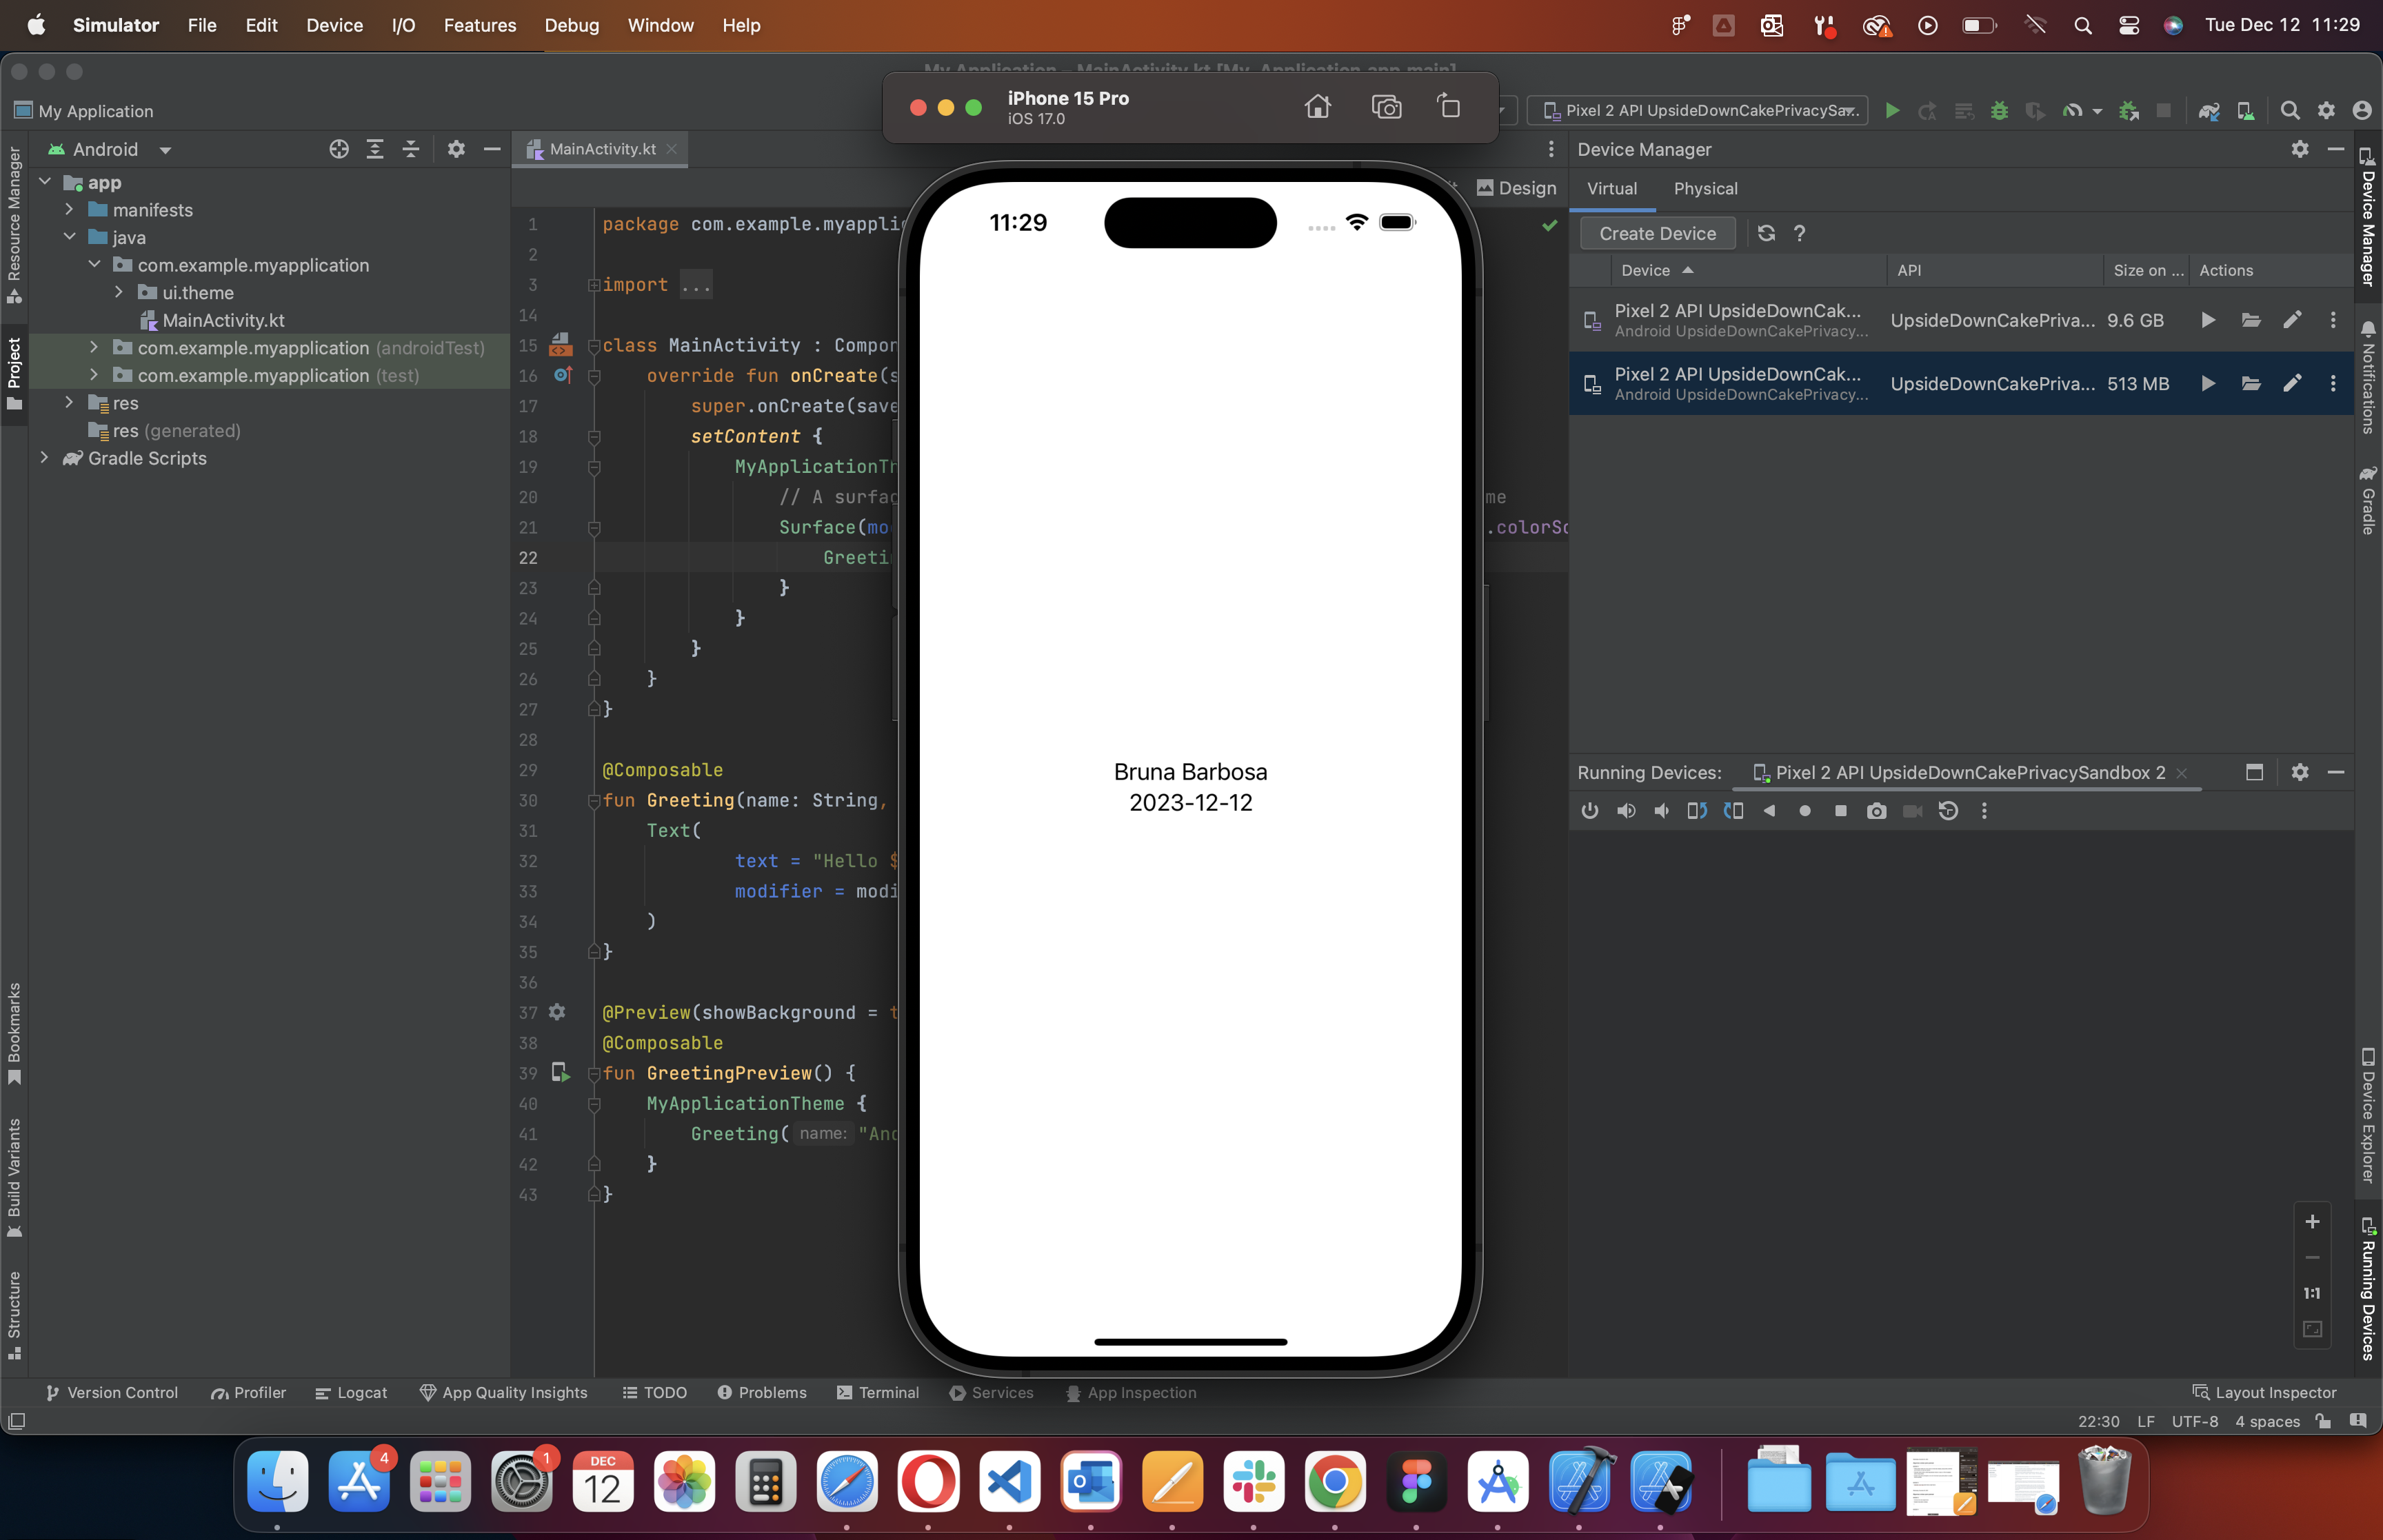 Simulator File Edit Device I/O Features Debug Window Help
Tue Dec 12 11:29
My Application – MainActivity.kt [My_Application.app.main]
My Application
iPhone 15 Pro
iOS 17.0
Pixel 2 API UpsideDownCakePrivacySa...
Android
MainActivity.kt
Design
Device Manager
Virtual Physical
Create Device
?
Device API Size on ... Actions
Pixel 2 API UpsideDownCak...
Android UpsideDownCakePrivacy...
UpsideDownCakePriva... 9.6 GB
Pixel 2 API UpsideDownCak...
Android UpsideDownCakePrivacy...
UpsideDownCakePriva... 513 MB
Running Devices: Pixel 2 API UpsideDownCakePrivacySandbox 2
1:1
Resource Manager
Project
Bookmarks
Build Variants
Structure
app
manifests
java
com.example.myapplication
ui.theme
MainActivity.kt
com.example.myapplication (androidTest)
com.example.myapplication (test)
res
res (generated)
Gradle Scripts
1 package com.example.myappli
2
3 import ...
14
15 class MainActivity : Compon
16 override fun onCreate(s
17 super.onCreate(save
18 setContent {
19 MyApplicationTh
20 // A surfac me
21 Surface(mo .colorSc
22 Greeti
23 }
24 }
25 }
26 }
27 }
28
29 @Composable
30 fun Greeting(name: String,
31 Text(
32 text = "Hello $
33 modifier = modi
34 )
35 }
36
37 @Preview(showBackground = t
38 @Composable
39 fun GreetingPreview() {
40 MyApplicationTheme {
41 Greeting( name: "And
42 }
43 }
11:29
Bruna Barbosa
2023-12-12
Device Manager
Notifications
Gradle
Device Explorer
Running Devices
Version Control Profiler Logcat App Quality Insights TODO Problems Terminal Services App Inspection Layout Inspector
22:30 LF UTF-8 4 spaces
4
1
DEC
12